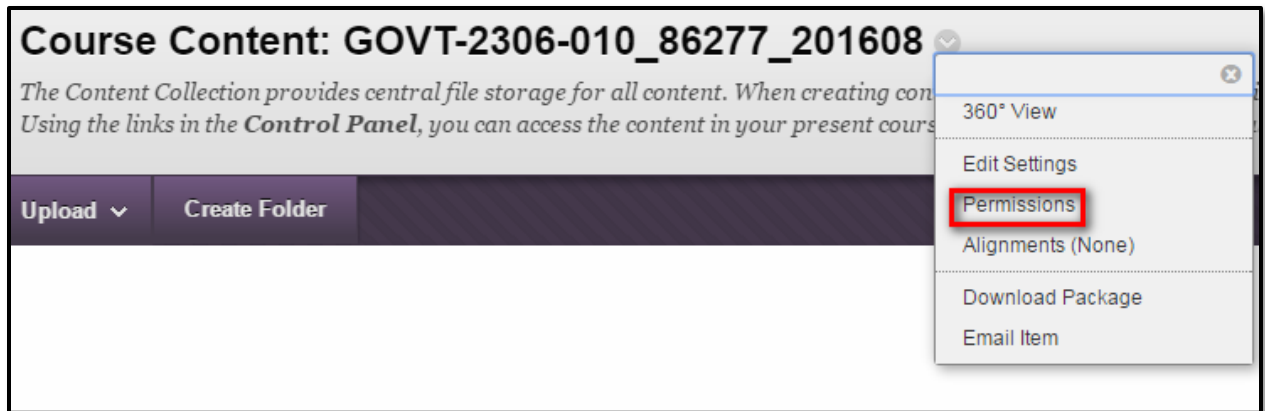 Course Content: GOVT-2306-010_86277_201608
The Content Collection provides central file storage for all content. When creating con
Using the links in the Control Panel, you can access the content in your present cours
Upload
Create Folder
360° View
Edit Settings
Permissions
Alignments (None)
Download Package
Email Item